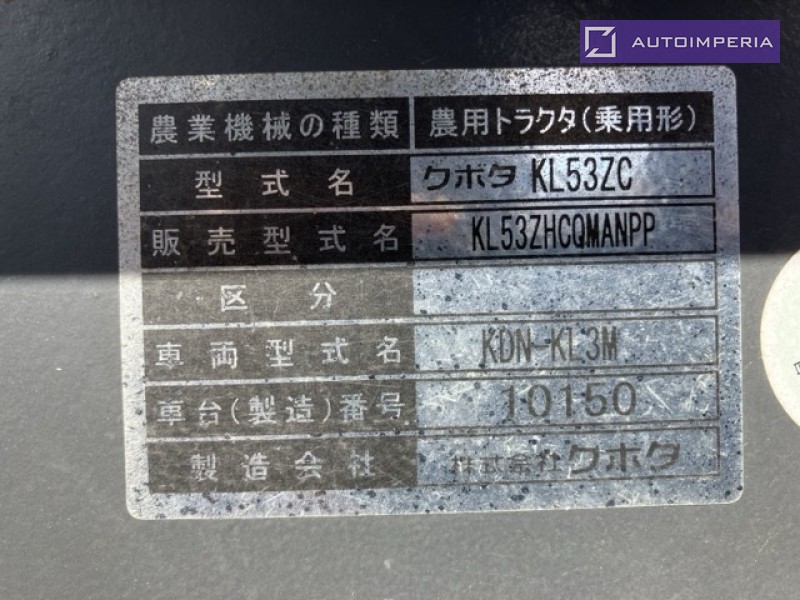 AUTOIMPERIA
農業機械の種類 農用トラクタ(乗用形)
型式名 クボタ KL53ZC
販売型式名 KL53ZHCQMANPP
区分
車両型式名 KDN-KL3M
車台(製造)番号 10150
製造会社 株式会社クボタ